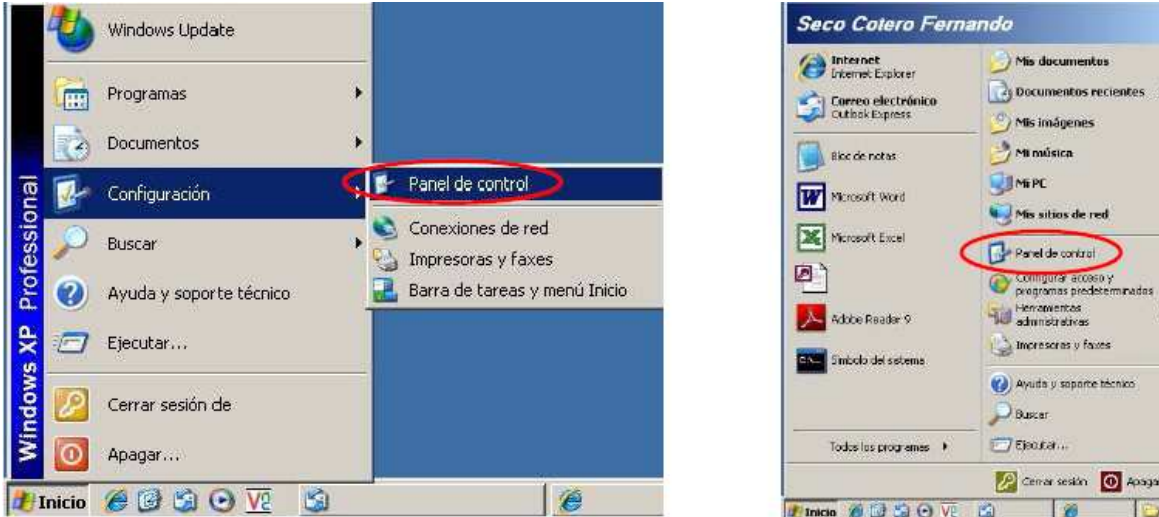 Windows Update
Programas
Documentos
Configuración
Buscar
Ayuda y soporte técnico
Ejecutar...
Cerrar sesión de
Apagar...
Windows XP Professional
Panel de control
Conexiones de red
Impresoras y faxes
Barra de tareas y menú Inicio
Inicio
Seco Cotero Fernando
Internet
Internet Explorer
Correo electrónico
Outlook Express
Bloc de notas
Microsoft Word
Microsoft Excel
Adobe Reader 9
Símbolo del sistema
Todos los programas
Mis documentos
Documentos recientes
Mis imágenes
Mi música
Mi PC
Mis sitios de red
Panel de control
Configurar acceso y
programas predeterminados
Herramientas
administrativas
Impresoras y faxes
Ayuda y soporte técnico
Buscar
Ejecutar...
Cerrar sesión
Apaga
Inicio